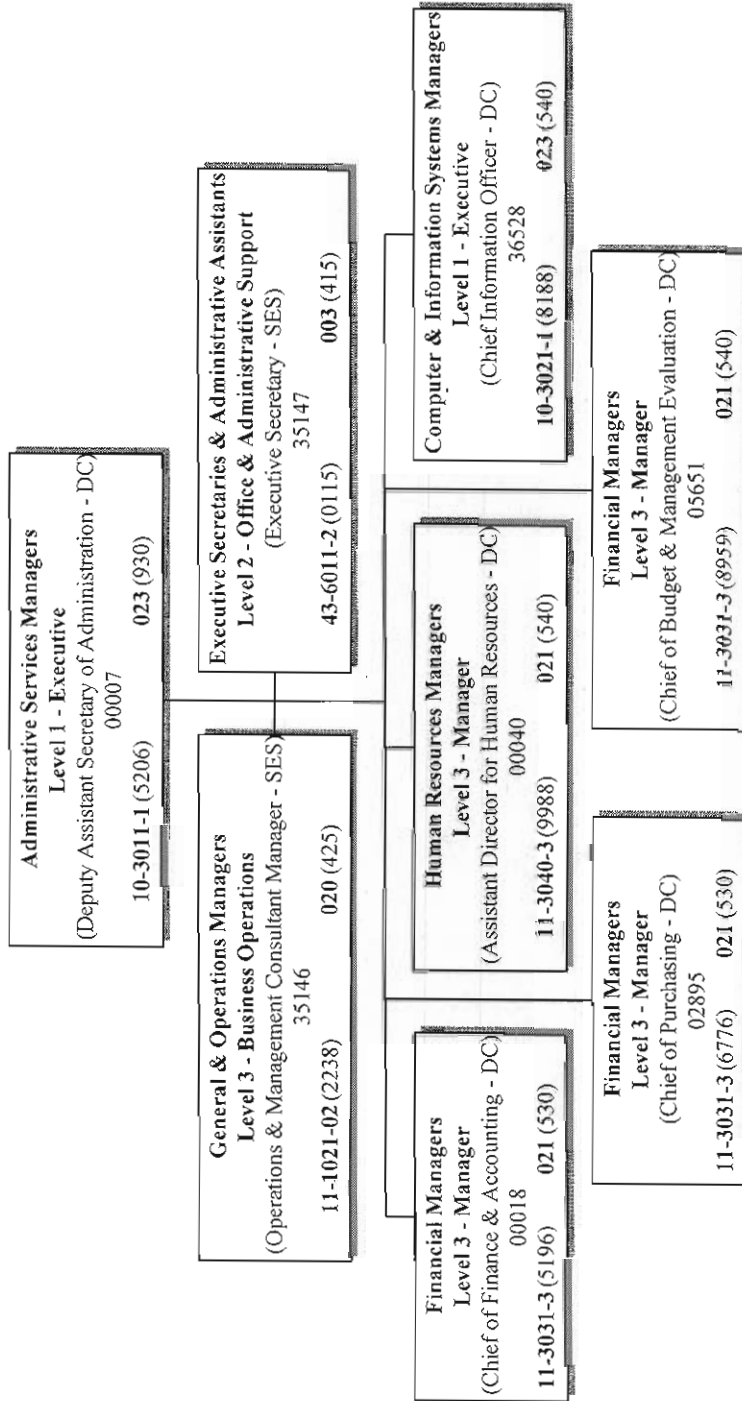 Administrative Services Managers
Level 1 - Executive
(Deputy Assistant Secretary of Administration - DC)
00007
10-3011-1 (5206) 023 (930)
General & Operations Managers
Level 3 - Business Operations
(Operations & Management Consultant Manager - SES)
35146
11-1021-02 (2238) 020 (425)
Executive Secretaries & Administrative Assistants
Level 2 - Office & Administrative Support
(Executive Secretary - SES)
35147
43-6011-2 (0115) 003 (415)
Financial Managers
Level 3 - Manager
(Chief of Finance & Accounting - DC)
00018
11-3031-3 (5196) 021 (530)
Human Resources Managers
Level 3 - Manager
(Assistant Director for Human Resources - DC)
00040
11-3040-3 (9988) 021 (540)
Computer & Information Systems Managers
Level 1 - Executive
(Chief Information Officer - DC)
36528
10-3021-1 (8188) 023 (540)
Financial Managers
Level 3 - Manager
(Chief of Purchasing - DC)
02895
11-3031-3 (6776) 021 (530)
Financial Managers
Level 3 - Manager
(Chief of Budget & Management Evaluation - DC)
05651
11-3031-3 (8959) 021 (540)